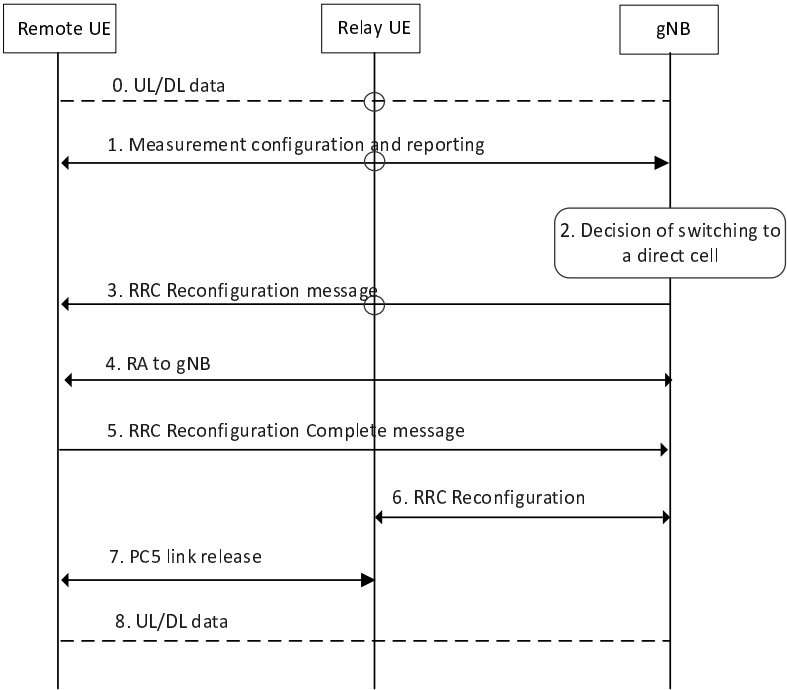 Remote UE
Relay UE
gNB
0. UL/DL data
1. Measurement configuration and reporting
2. Decision of switching to
a direct cell
3. RRC Reconfiguration message
4. RA to gNB
5. RRC Reconfiguration Complete message
6. RRC Reconfiguration
7. PC5 link release
8. UL/DL data